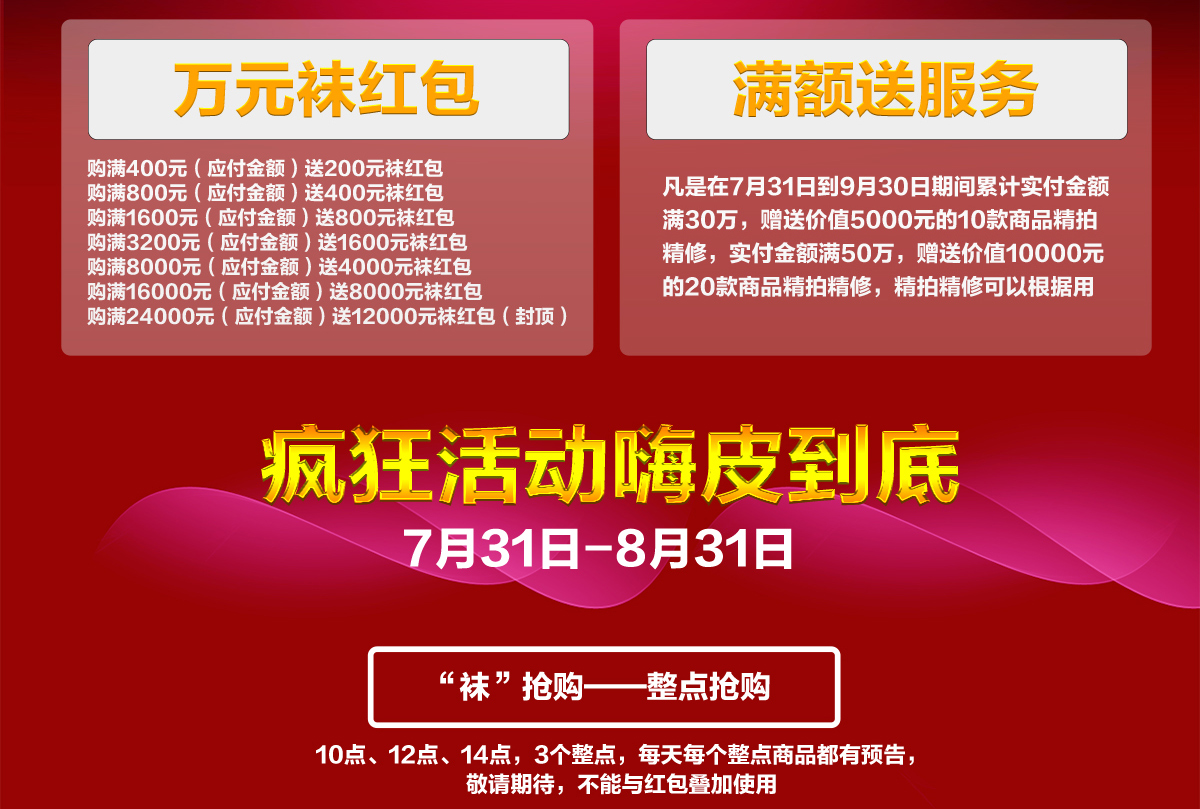 万元袜红包
购满400元（应付金额）送200元袜红包
购满800元（应付金额）送400元袜红包
购满1600元（应付金额）送800元袜红包
购满3200元（应付金额）送1600元袜红包
购满8000元（应付金额）送4000元袜红包
购满16000元（应付金额）送8000元袜红包
购满24000元（应付金额）送12000元袜红包（封顶）
满额送服务
凡是在7月31日到9月30日期间累计实付金额
满30万，赠送价值5000元的10款商品精拍
精修，实付金额满50万，赠送价值10000元
的20款商品精拍精修，精拍精修可以根据用
疯狂活动嗨皮到底
7月31日-8月31日
“袜”抢购——整点抢购
10点、12点、14点，3个整点，每天每个整点商品都有预告，
敬请期待，不能与红包叠加使用